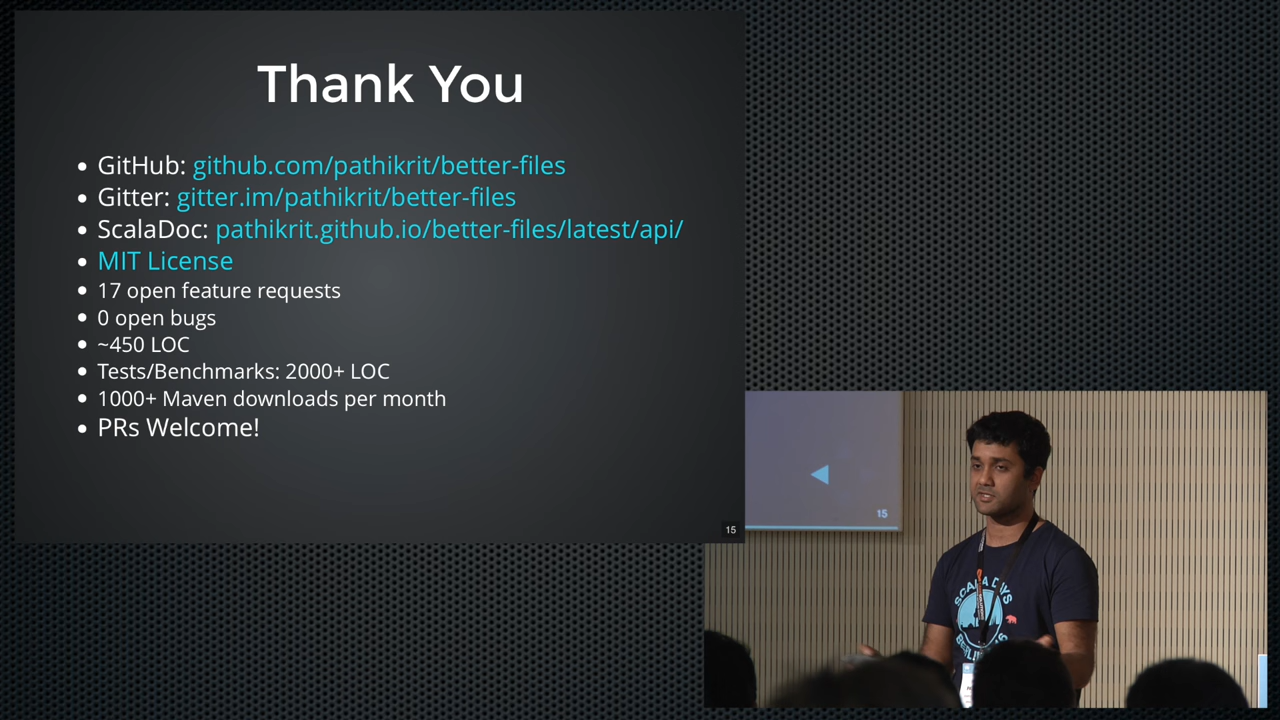 Thank You
GitHub: github.com/pathikrit/better-files
Gitter: gitter.im/pathikrit/better-files
ScalaDoc: pathikrit.github.io/better-files/latest/api/
MIT License
17 open feature requests
0 open bugs
~450 LOC
Tests/Benchmarks: 2000+ LOC
1000+ Maven downloads per month
PRs Welcome!
15
15
SCALA DAYS